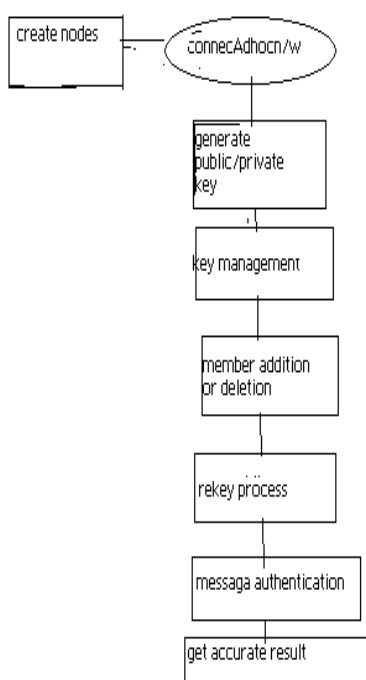 create nodes
connecAdhocn/w
generate
public/private
key
key management
member addition
or deletion
rekey process
messaga authentication
get accurate result